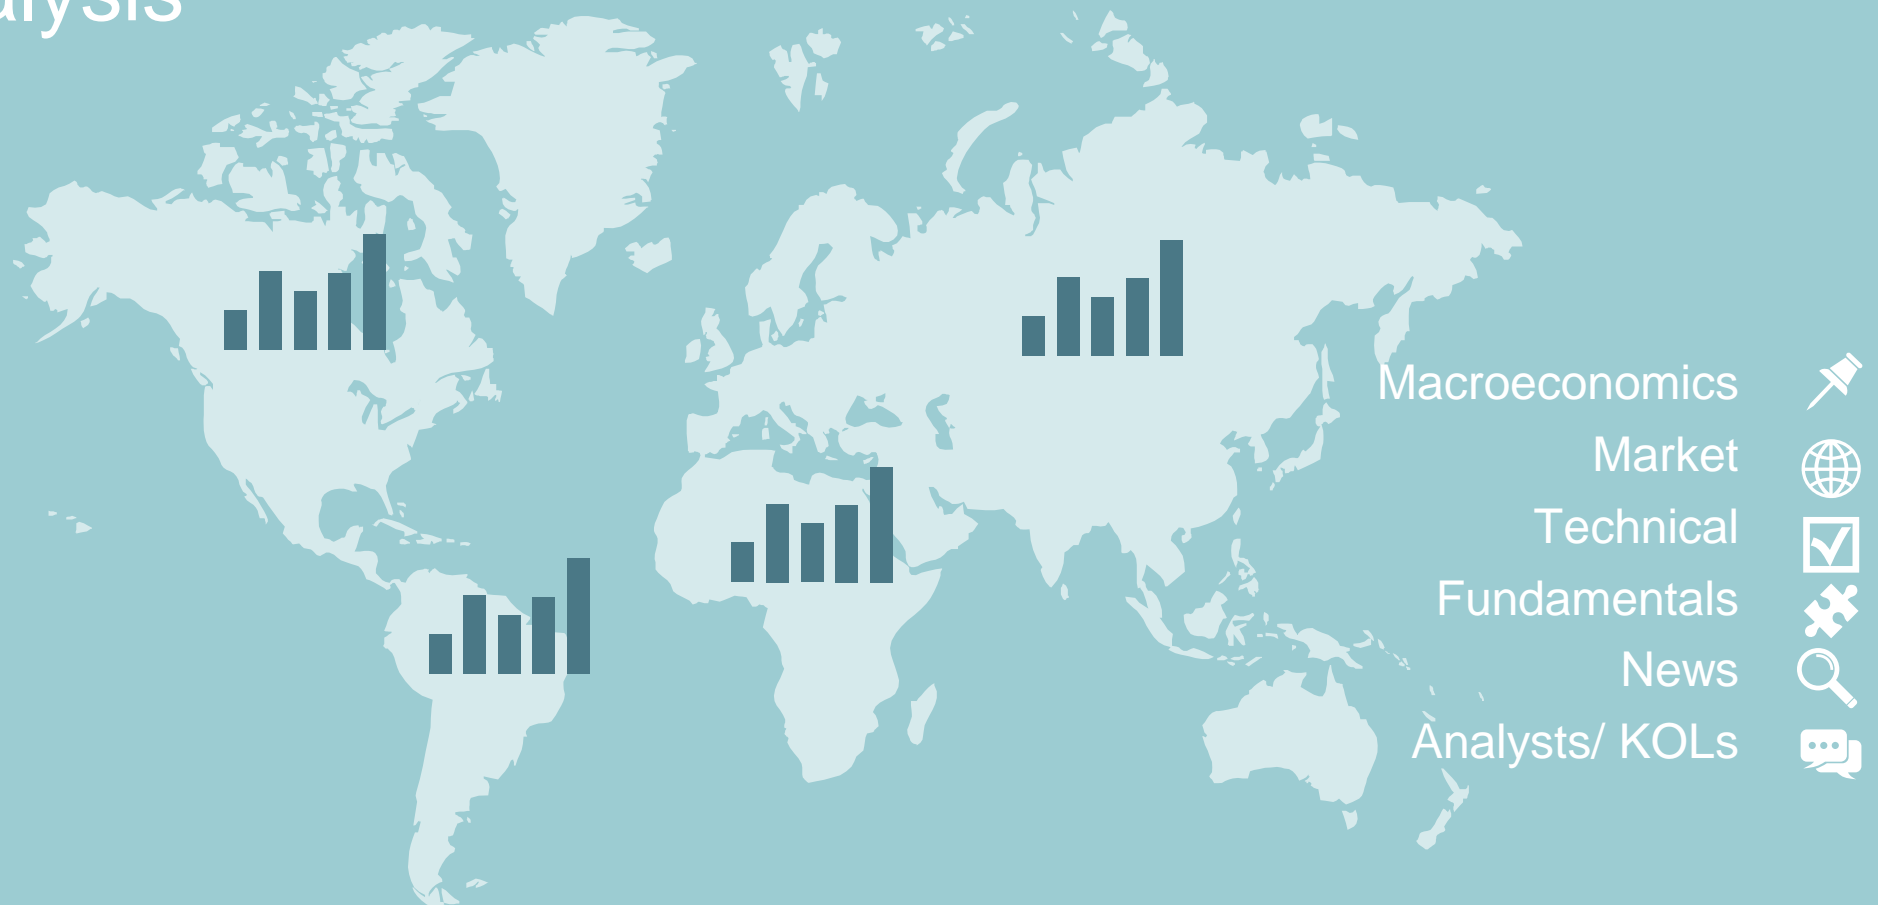 Macroeconomics
Market
Technical
Fundamentals
News
Analysts/ KOLs